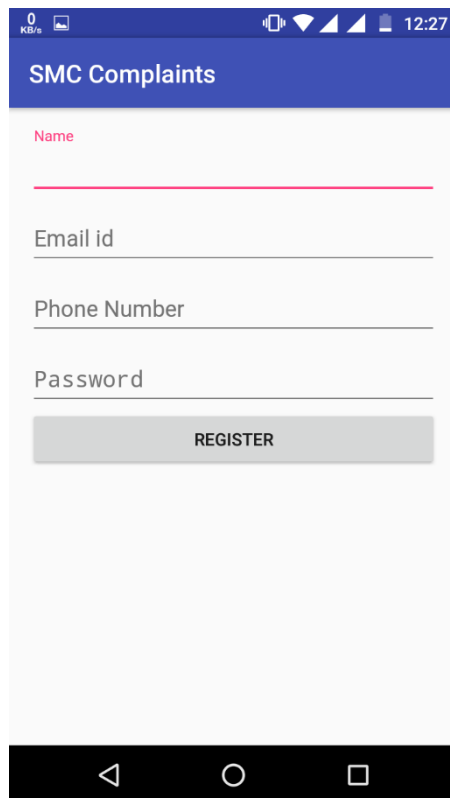 0
KB/s
12:27
SMC Complaints
Name
Email id
Phone Number
Password
REGISTER